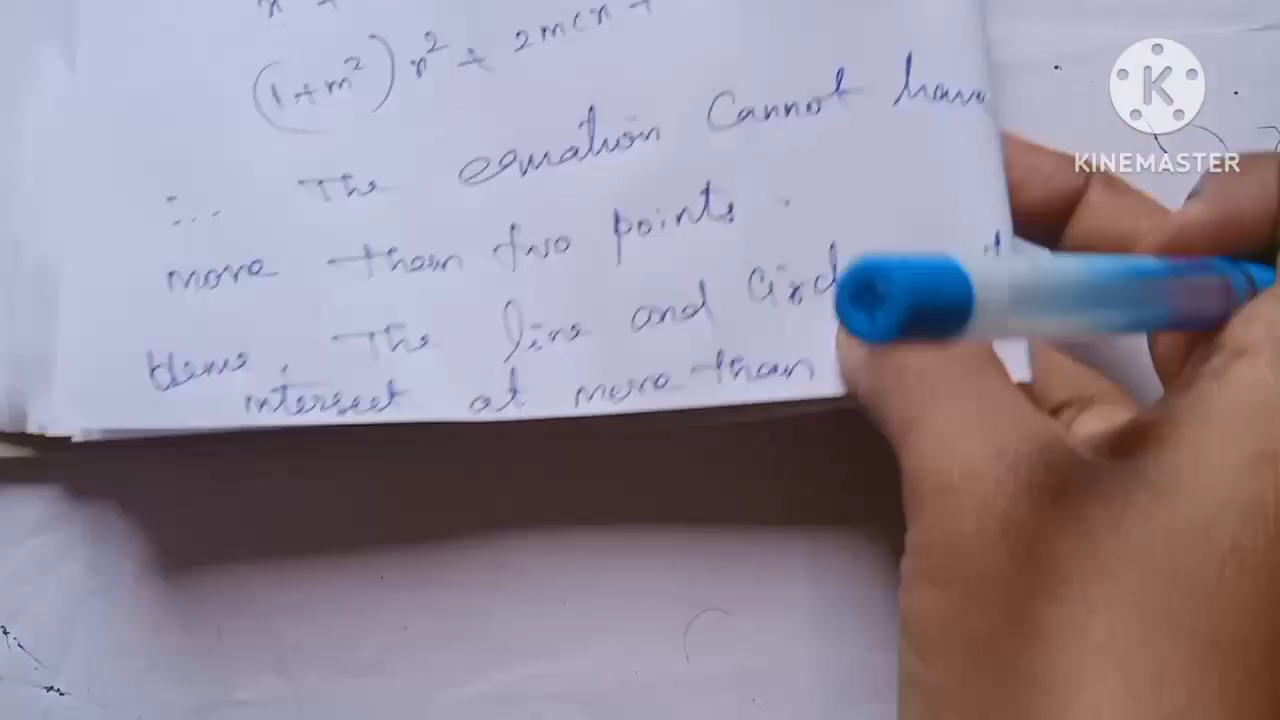 (1+m²)x² + 2mcx +
∴ The equation cannot have
more than two points.
Hence, The line and circl
intersect at more than
K
KINEMASTER